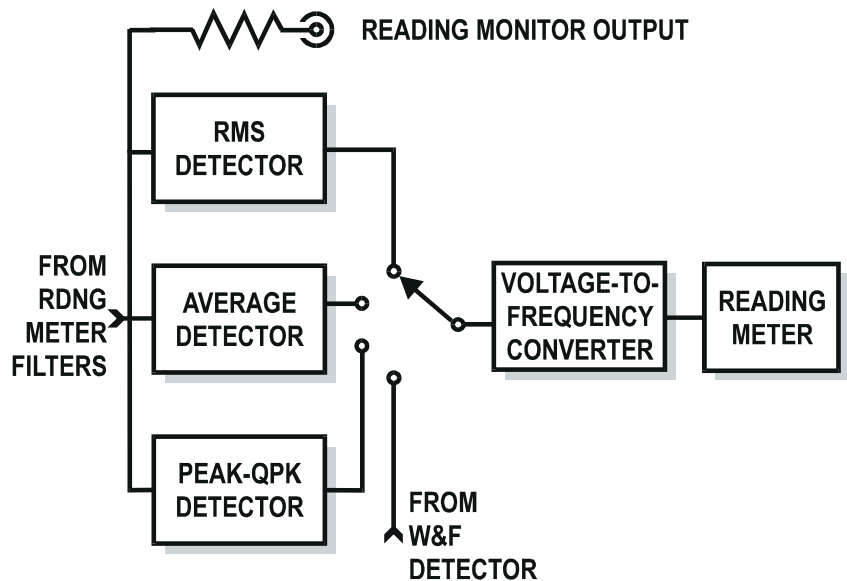 READING MONITOR OUTPUT
RMS
DETECTOR
FROM
RDNG
METER
FILTERS
AVERAGE
DETECTOR
VOLTAGE-TO-
FREQUENCY
CONVERTER
READING
METER
PEAK-QPK
DETECTOR
FROM
W&F
DETECTOR